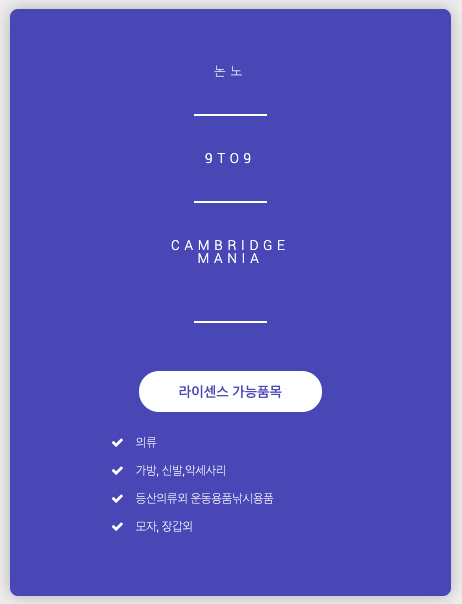 논노
9TO9
CAMBRIDGE
MANIA
라이센스 가능품목
의류
가방, 신발,악세사리
등산의류외 운동용품낚시용품
모자, 장갑외